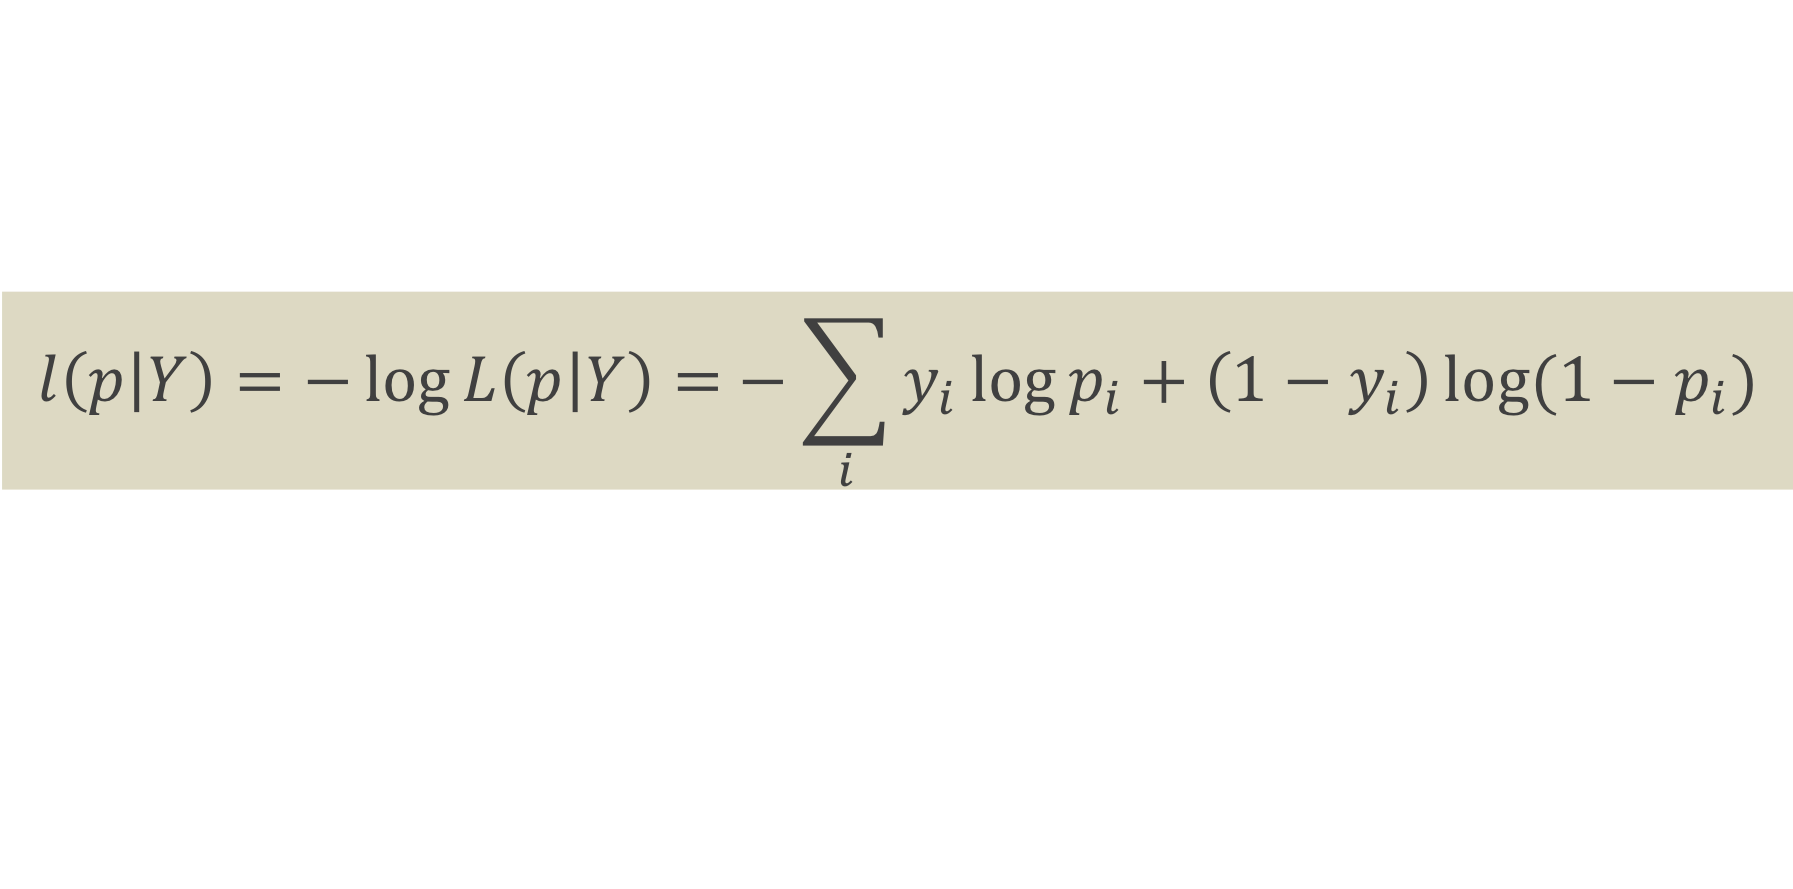 l(p|Y) = − log L(p|Y) = − ∑_i y_i log p_i + (1 − y_i) log(1 − p_i)